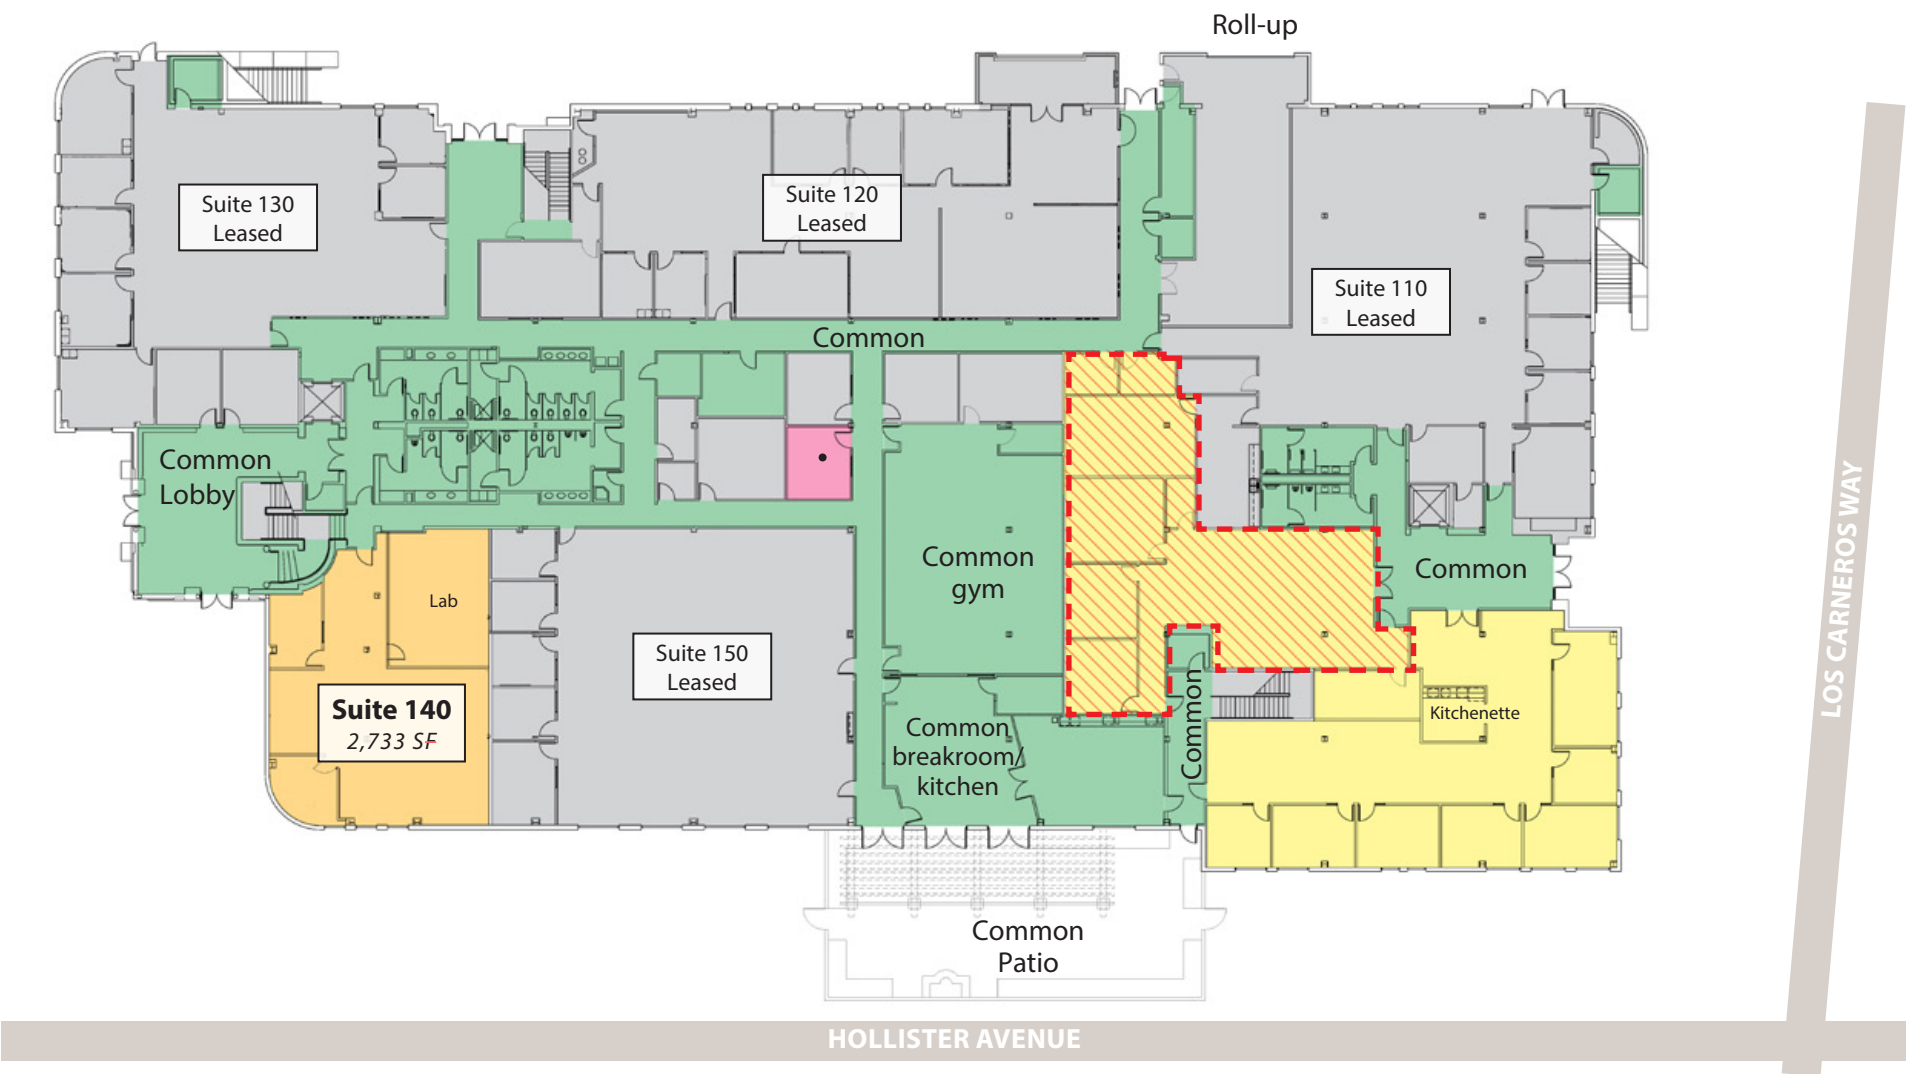 Roll-up
Suite 130
Leased
Suite 120
Leased
Suite 110
Leased
Common
Common
Lobby
Common
gym
Common
Lab
Suite 150
Leased
Suite 140
2,733 SF
Common
breakroom/
kitchen
Common
Kitchenette
Common
Patio
LOS CARNEROS WAY
HOLLISTER AVENUE